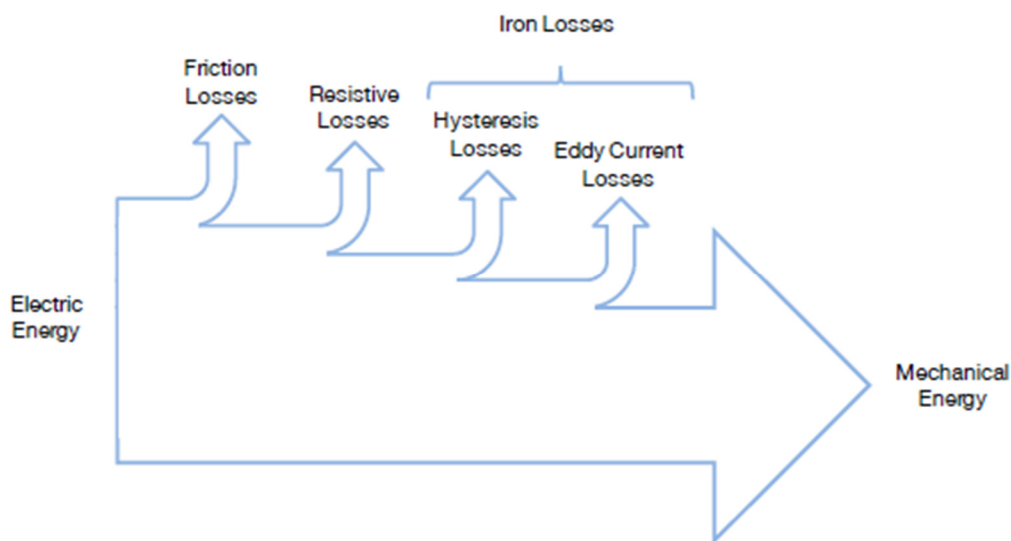 Iron Losses
Friction
Losses
Resistive
Losses
Hysteresis
Losses
Eddy Current
Losses
Electric
Energy
Mechanical
Energy